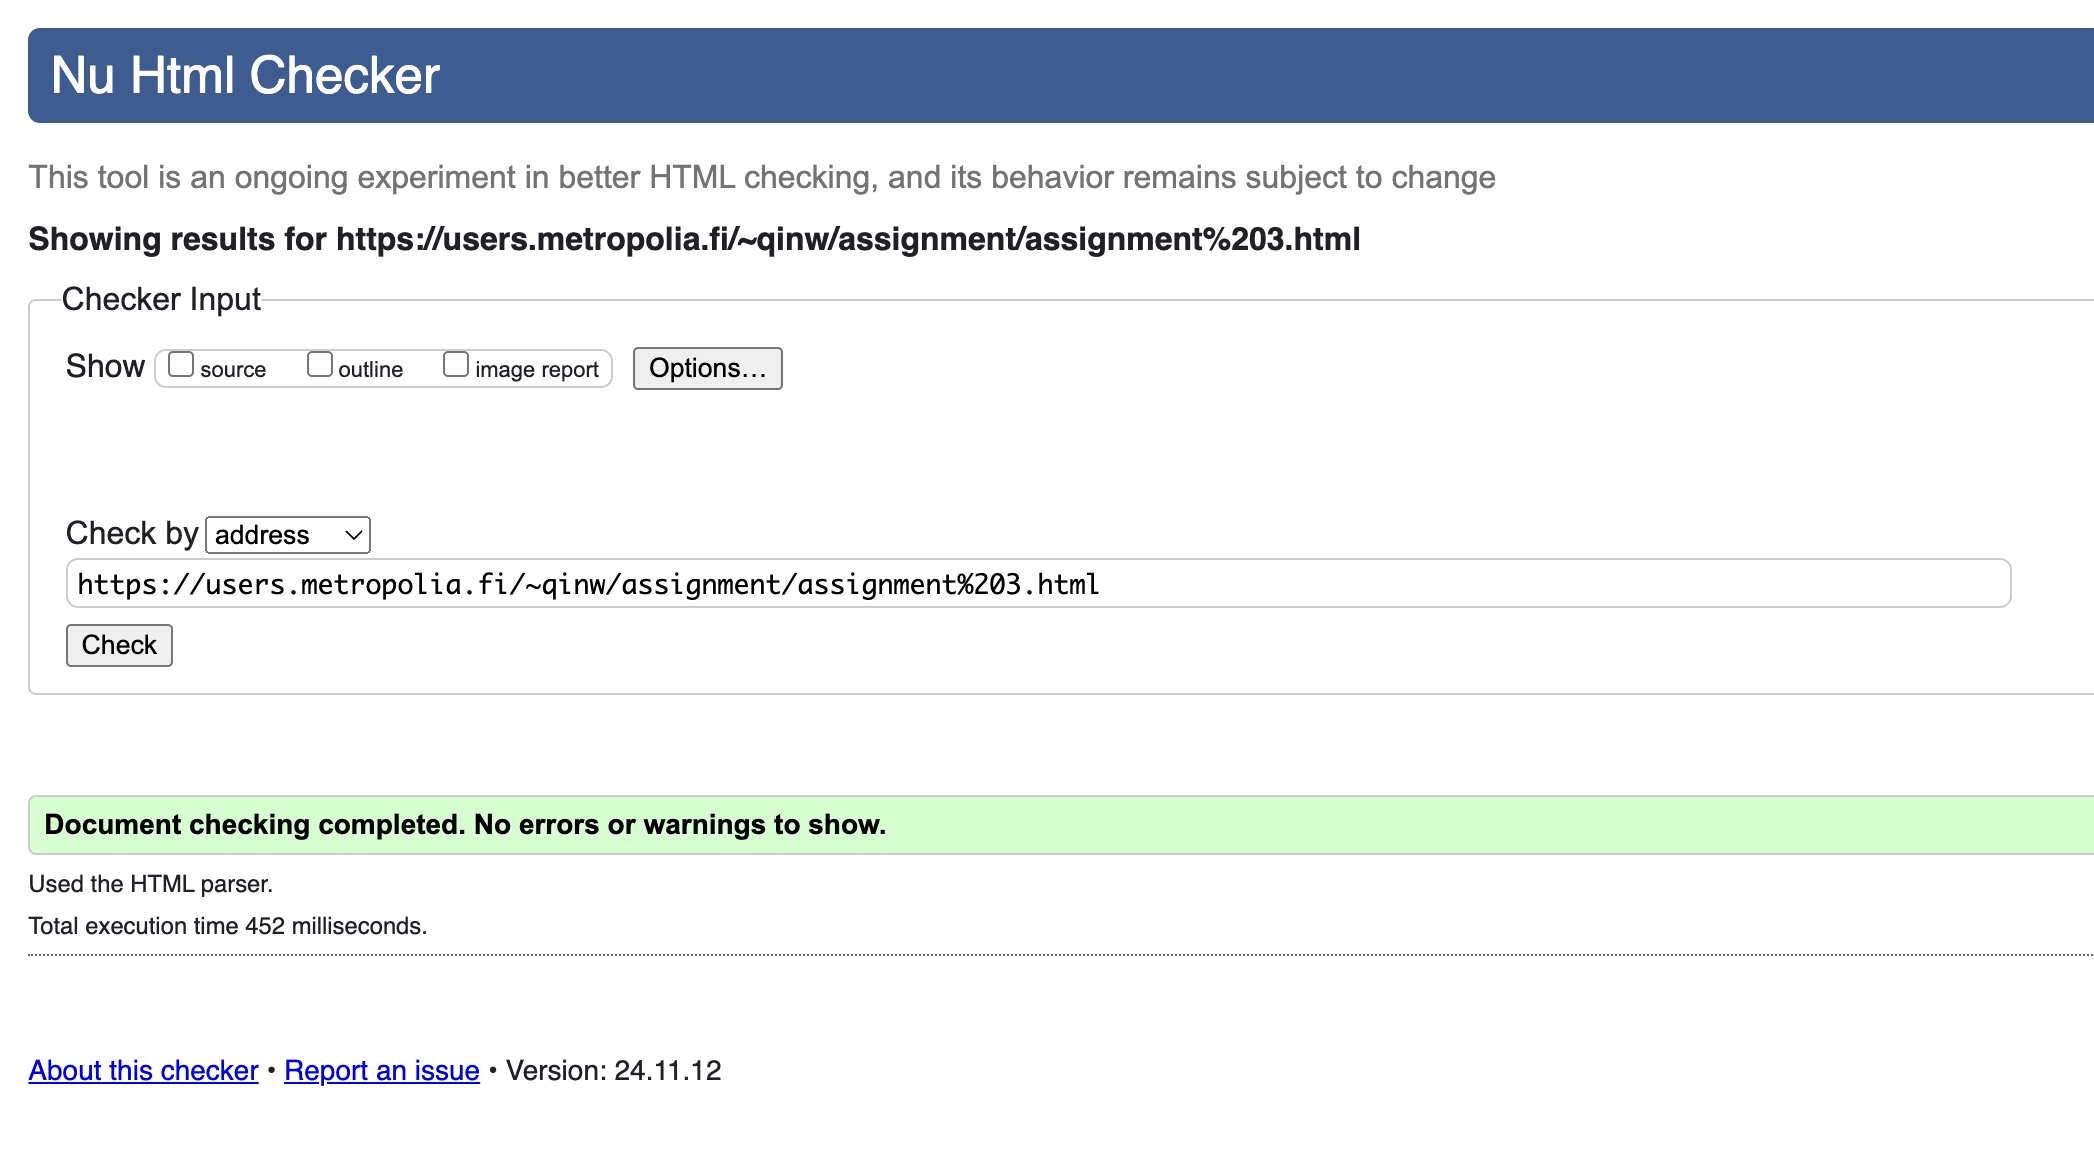 Nu Html Checker
This tool is an ongoing experiment in better HTML checking, and its behavior remains subject to change
Showing results for https://users.metropolia.fi/~qinw/assignment/assignment%203.html
Checker Input
Show source outline image report Options…
Check by address
https://users.metropolia.fi/~qinw/assignment/assignment%203.html
Check
Document checking completed. No errors or warnings to show.
Used the HTML parser.
Total execution time 452 milliseconds.
About this checker • Report an issue • Version: 24.11.12